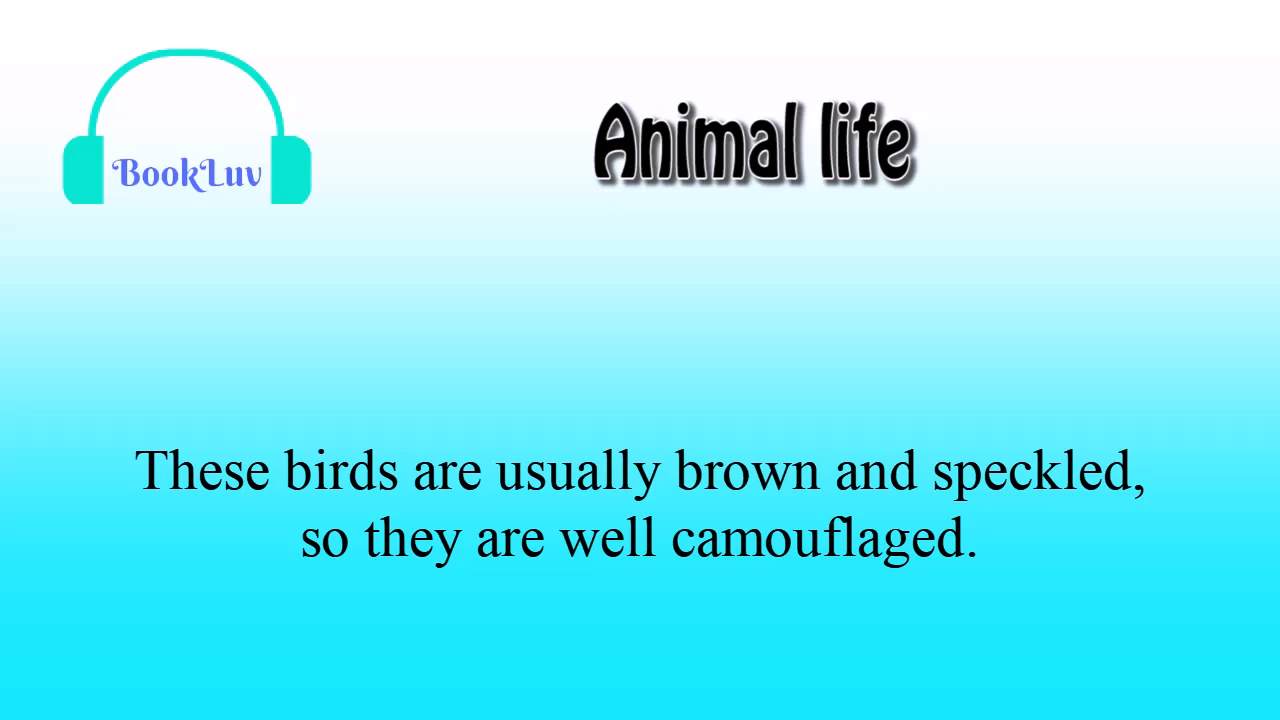 Animal life
BookLuv
These birds are usually brown and speckled,
so they are well camouflaged.